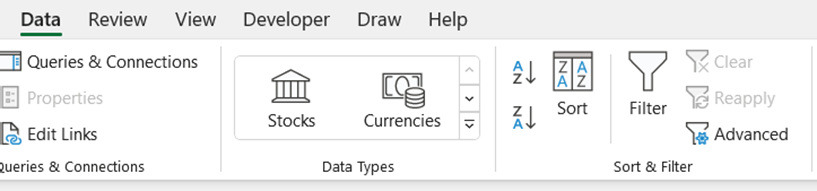 Data Review View Developer Draw Help
Queries & Connections
Properties
Edit Links
Queries & Connections
Stocks Currencies
Data Types
A
Z
Z
A
Z A
A Z
Sort
Filter
Clear
Reapply
Advanced
Sort & Filter